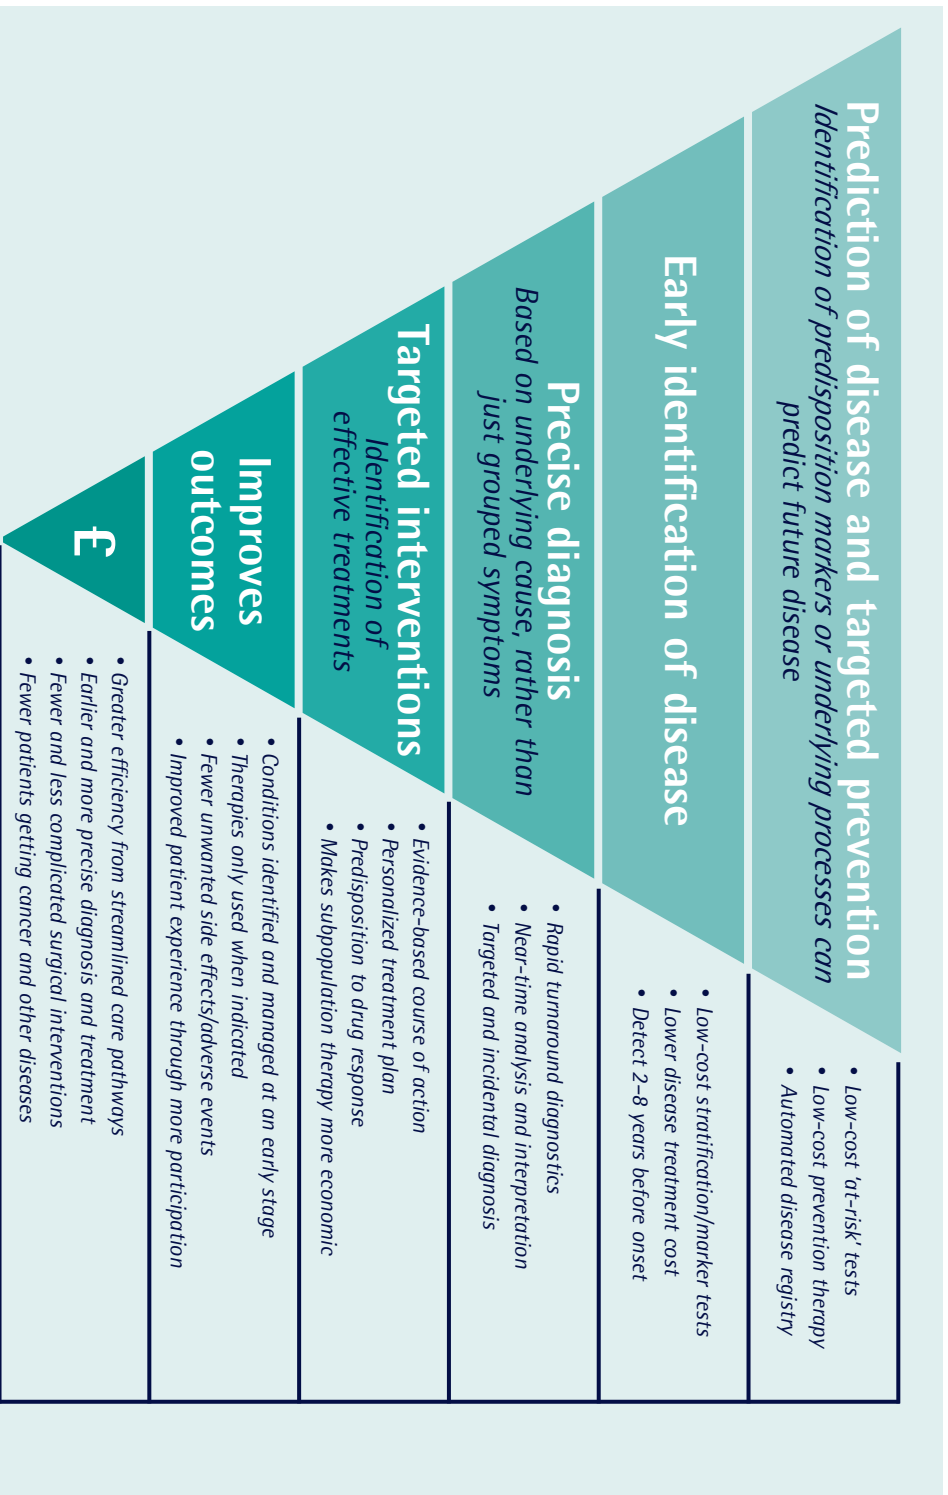 Prediction of disease and targeted prevention
Identification of predisposition markers or underlying processes can
predict future disease
• Low-cost ‘at-risk’ tests
• Low-cost prevention therapy
• Automated disease registry
Early identification of disease
• Low-cost stratification/marker tests
• Lower disease treatment cost
• Detect 2–8 years before onset
Precise diagnosis
Based on underlying cause, rather than
just grouped symptoms
• Rapid turnaround diagnostics
• Near-time analysis and interpretation
• Targeted and incidental diagnosis
Targeted interventions
Identification of
effective treatments
• Evidence-based course of action
• Personalized treatment plan
• Predisposition to drug response
• Makes subpopulation therapy more economic
Improves
outcomes
• Conditions identified and managed at an early stage
• Therapies only used when indicated
• Fewer unwanted side effects/adverse events
• Improved patient experience through more participation
£
• Greater efficiency from streamlined care pathways
• Earlier and more precise diagnosis and treatment
• Fewer and less complicated surgical interventions
• Fewer patients getting cancer and other diseases